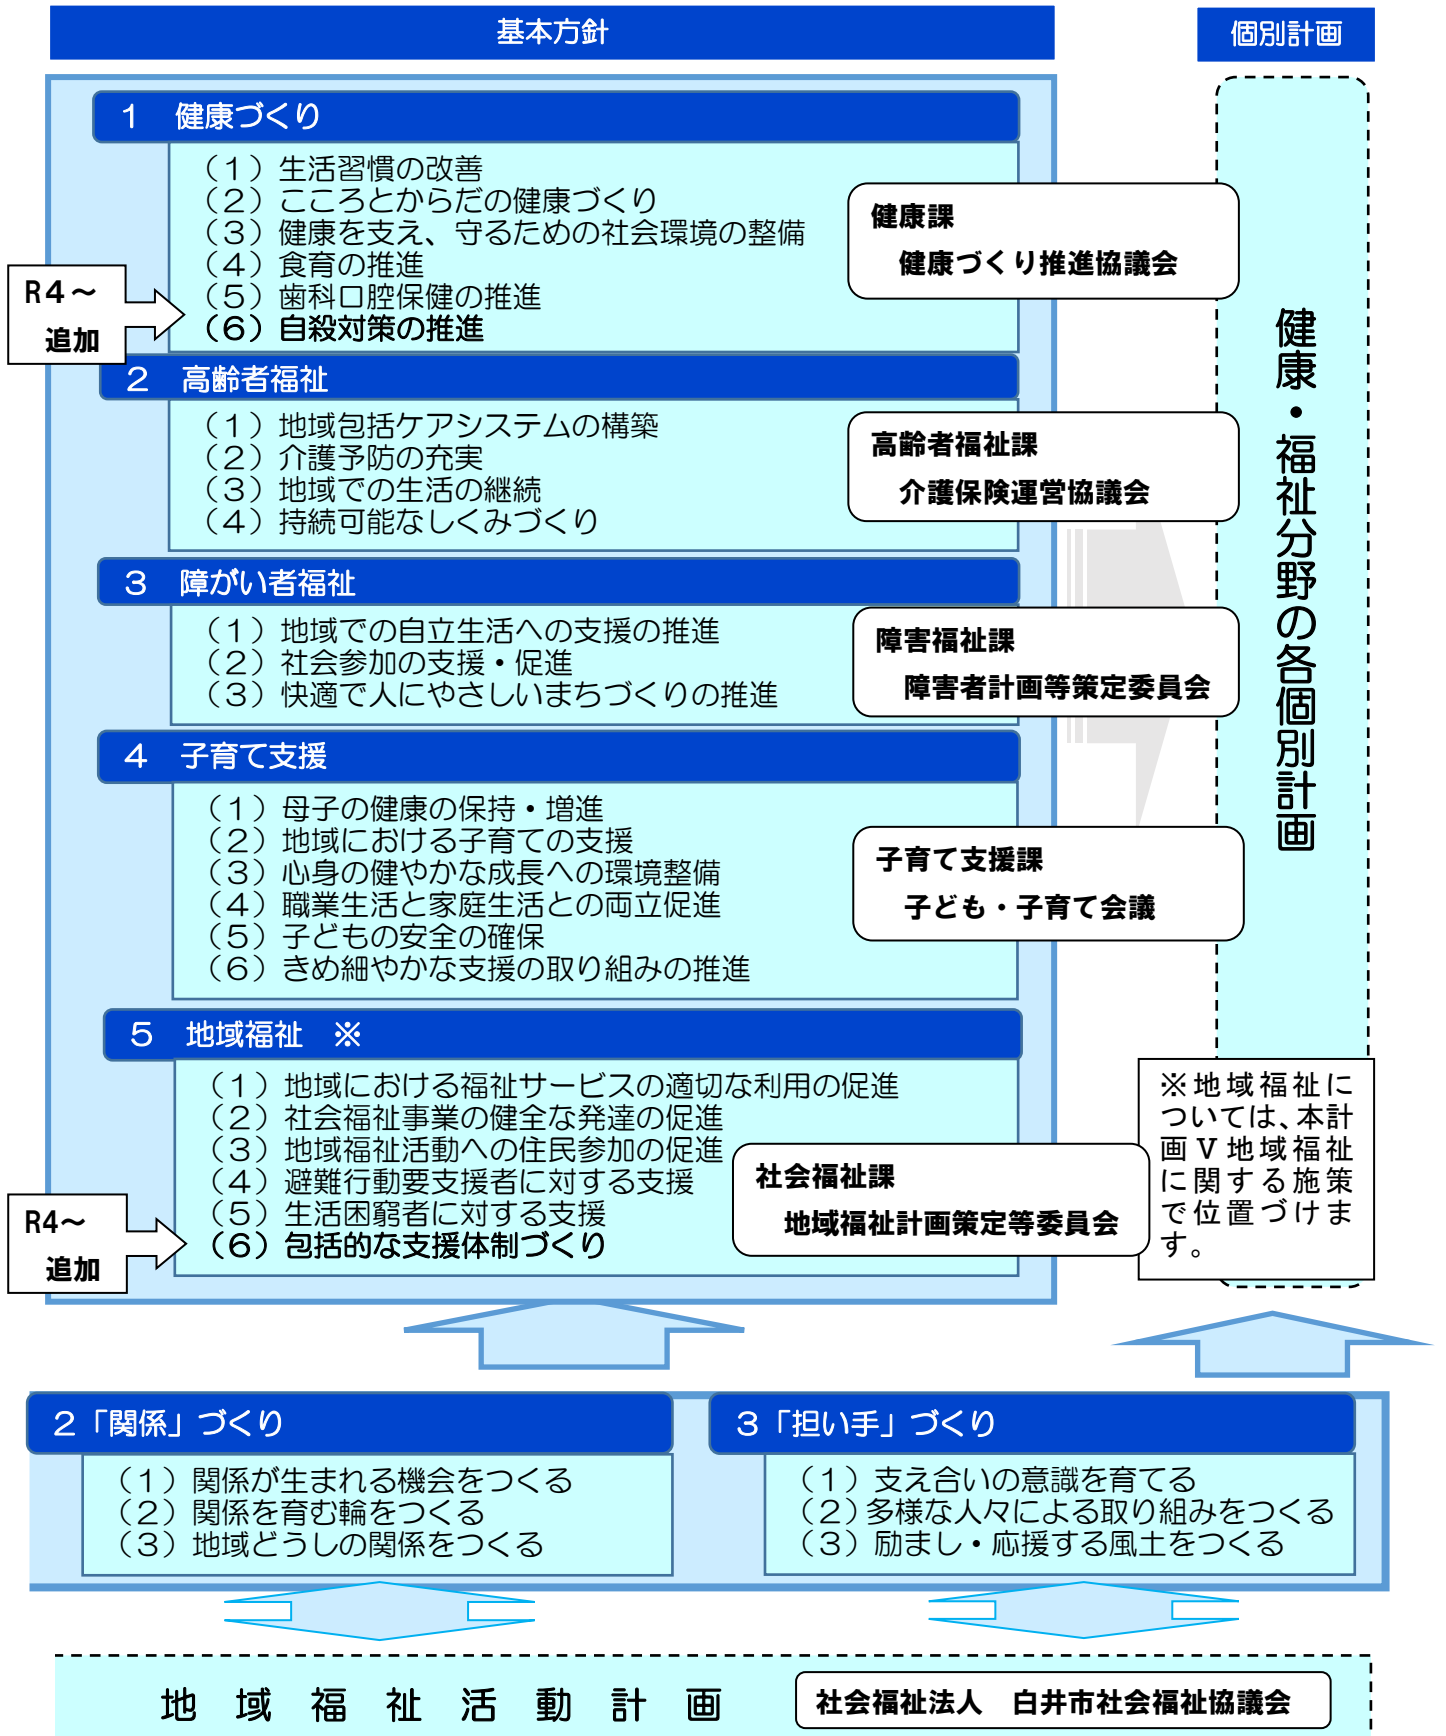 基本方針
個別計画
1 健康づくり
（1）生活習慣の改善
（2）こころとからだの健康づくり
（3）健康を支え、守るための社会環境の整備
（4）食育の推進
（5）歯科口腔保健の推進
（6）自殺対策の推進
R4～
追加
健康課
健康づくり推進協議会
2 高齢者福祉
（1）地域包括ケアシステムの構築
（2）介護予防の充実
（3）地域での生活の継続
（4）持続可能なしくみづくり
高齢者福祉課
介護保険運営協議会
3 障がい者福祉
（1）地域での自立生活への支援の推進
（2）社会参加の支援・促進
（3）快適で人にやさしいまちづくりの推進
障害福祉課
障害者計画等策定委員会
4 子育て支援
（1）母子の健康の保持・増進
（2）地域における子育ての支援
（3）心身の健やかな成長への環境整備
（4）職業生活と家庭生活との両立促進
（5）子どもの安全の確保
（6）きめ細やかな支援の取り組みの推進
子育て支援課
子ども・子育て会議
5 地域福祉 ※
（1）地域における福祉サービスの適切な利用の促進
（2）社会福祉事業の健全な発達の促進
（3）地域福祉活動への住民参加の促進
（4）避難行動要支援者に対する支援
（5）生活困窮者に対する支援
（6）包括的な支援体制づくり
R4～
追加
社会福祉課
地域福祉計画策定等委員会
健康・福祉分野の各個別計画
※地域福祉に
ついては、本計
画Ⅴ地域福祉
に関する施策
で位置づけま
す。
2「関係」づくり
（1）関係が生まれる機会をつくる
（2）関係を育む輪をつくる
（3）地域どうしの関係をつくる
3「担い手」づくり
（1）支え合いの意識を育てる
（2）多様な人々による取り組みをつくる
（3）励まし・応援する風土をつくる
地域福祉活動計画
社会福祉法人 白井市社会福祉協議会